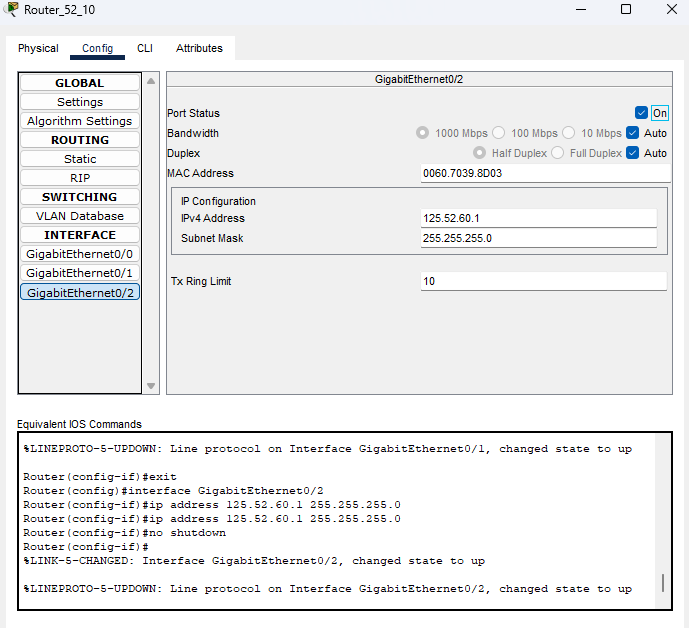 Router_52_10
Physical Config CLI Attributes
GLOBAL
Settings
Algorithm Settings
ROUTING
Static
RIP
SWITCHING
VLAN Database
INTERFACE
GigabitEthernet0/0
GigabitEthernet0/1
GigabitEthernet0/2
GigabitEthernet0/2
Port Status On
Bandwidth 1000 Mbps 100 Mbps 10 Mbps Auto
Duplex Half Duplex Full Duplex Auto
MAC Address 0060.7039.8D03
IP Configuration
IPv4 Address 125.52.60.1
Subnet Mask 255.255.255.0
Tx Ring Limit 10
Equivalent IOS Commands
%LINEPROTO-5-UPDOWN: Line protocol on Interface GigabitEthernet0/1, changed state to up
Router(config-if)#exit
Router(config)#interface GigabitEthernet0/2
Router(config-if)#ip address 125.52.60.1 255.255.255.0
Router(config-if)#ip address 125.52.60.1 255.255.255.0
Router(config-if)#no shutdown
Router(config-if)#
%LINK-5-CHANGED: Interface GigabitEthernet0/2, changed state to up
%LINEPROTO-5-UPDOWN: Line protocol on Interface GigabitEthernet0/2, changed state to up